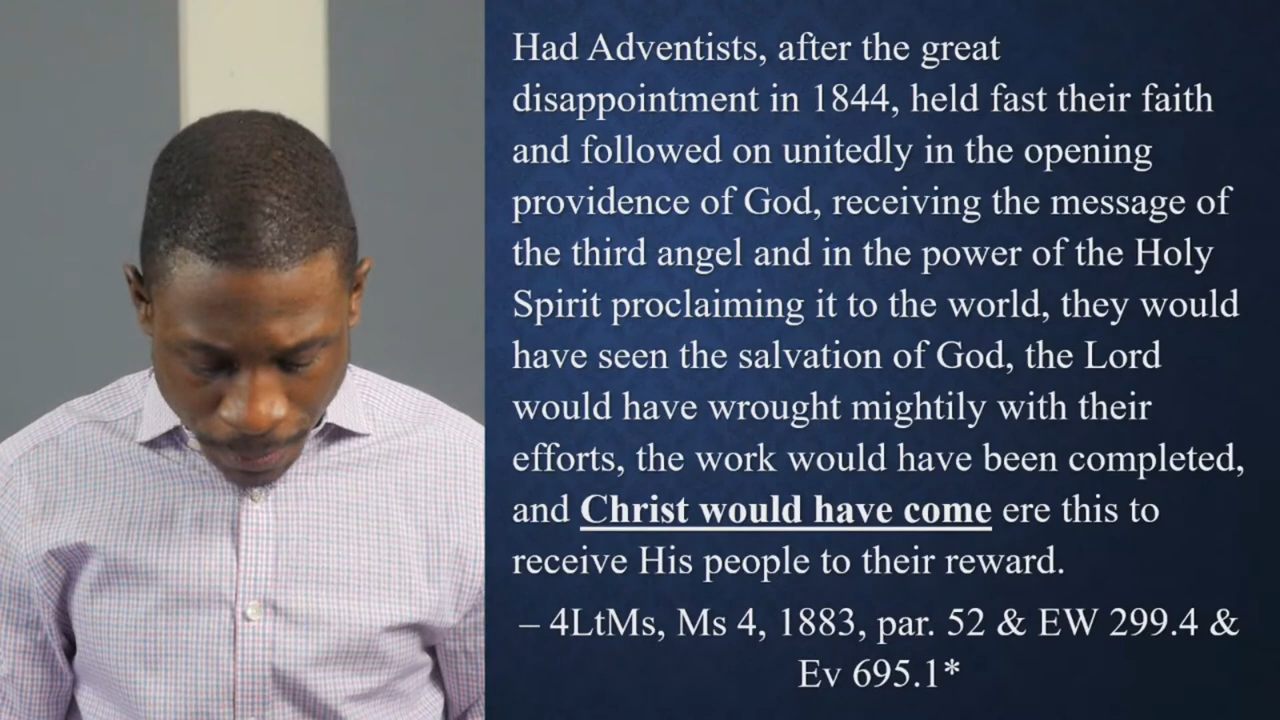 Had Adventists, after the great
disappointment in 1844, held fast their faith
and followed on unitedly in the opening
providence of God, receiving the message of
the third angel and in the power of the Holy
Spirit proclaiming it to the world, they would
have seen the salvation of God, the Lord
would have wrought mightily with their
efforts, the work would have been completed,
and Christ would have come ere this to
receive His people to their reward.
– 4LtMs, Ms 4, 1883, par. 52 & EW 299.4 &
Ev 695.1*